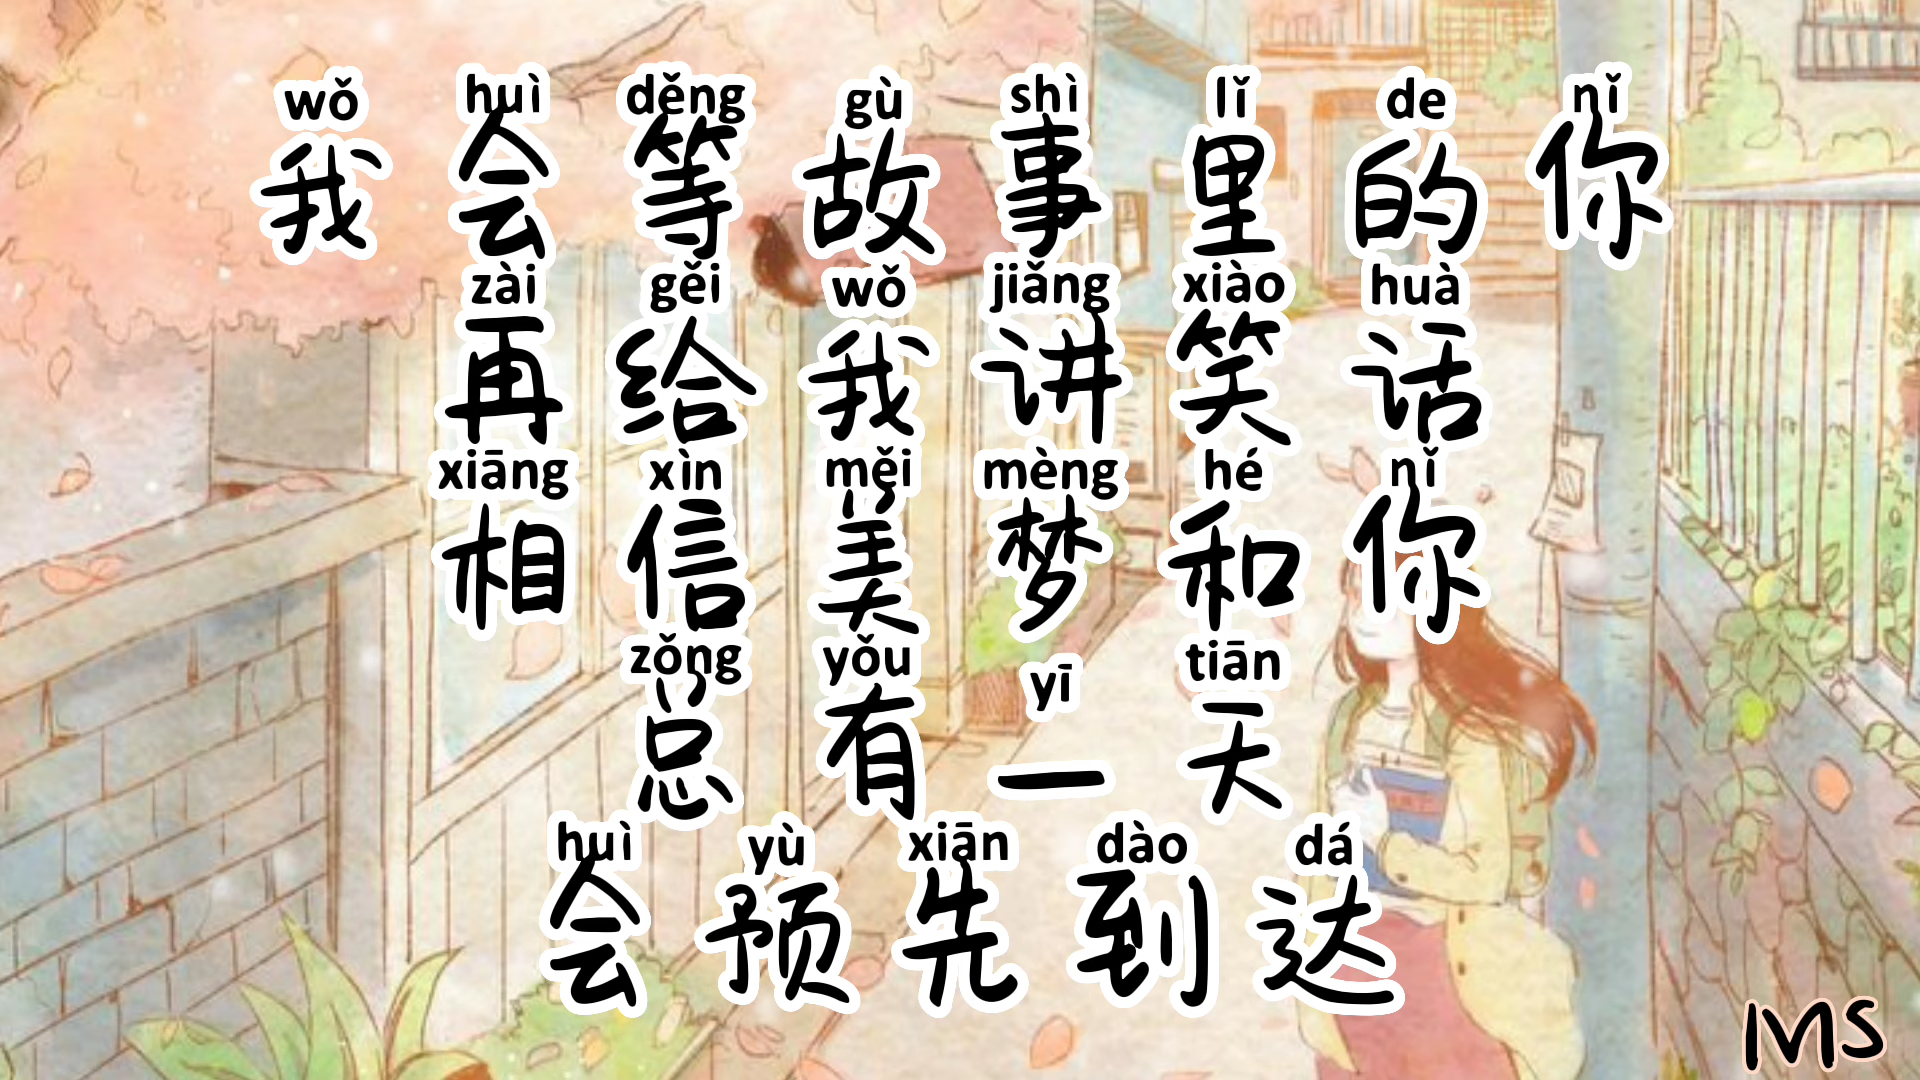 wǒ huì děng gù shì lǐ de nǐ
我会等故事里的你
zài gěi wǒ jiǎng xiào huà
再给我讲笑话
xiāng xìn měi mèng hé nǐ
相信美梦和你
zǒng yǒu yī tiān
总有一天
huì yù xiān dào dá
会预先到达
MS